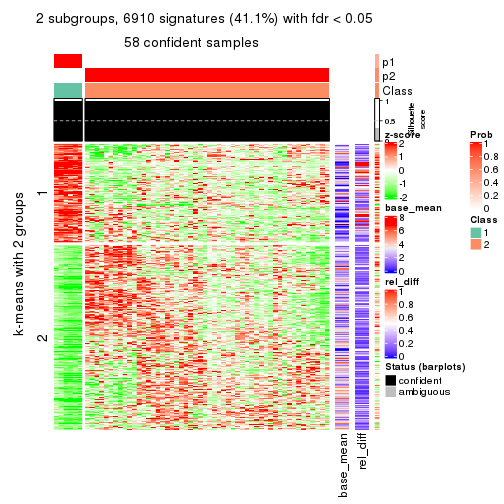 2 subgroups, 6910 signatures (41.1%) with fdr < 0.05
58 confident samples
p1
p2
Class
1
0.5
0
Silhouette
score
k-means with 2 groups
1
2
z-score
2
1
0
-1
-2
base_mean
8
6
4
2
0
rel_diff
1
0.8
0.6
0.4
0.2
0
Status (barplots)
confident
ambiguous
Prob
1
0.8
0.6
0.4
0.2
0
Class
1
2
base_mean
rel_diff